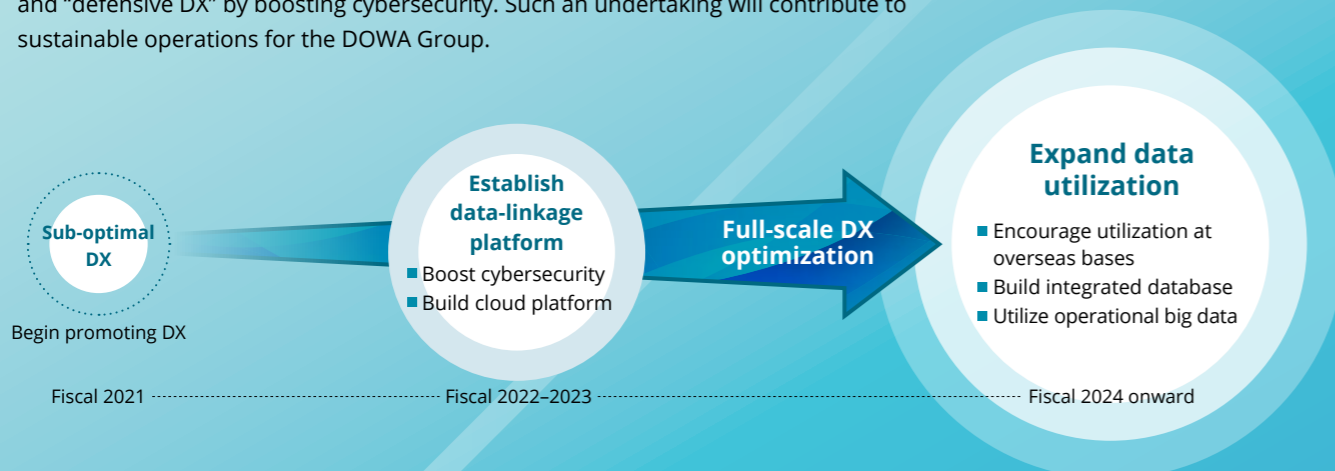 and “defensive DX” by boosting cybersecurity. Such an undertaking will contribute to
sustainable operations for the DOWA Group.
Sub-optimal
DX
Begin promoting DX
Establish
data-linkage
platform
■ Boost cybersecurity
■ Build cloud platform
Full-scale DX
optimization
Expand data
utilization
■ Encourage utilization at
overseas bases
■ Build integrated database
■ Utilize operational big data
Fiscal 2021
Fiscal 2022–2023
Fiscal 2024 onward